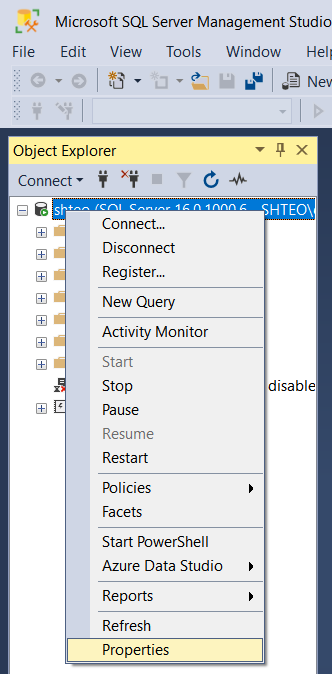 Microsoft SQL Server Management Studio
File Edit View Tools Window Help
New
Object Explorer
Connect
shteo (SQL Server 16.0.1000.6 - SHTEO\
Connect...
Disconnect
Register...
New Query
Activity Monitor
Start
Stop
disable
Pause
Resume
Restart
Policies
Facets
Start PowerShell
Azure Data Studio
Reports
Refresh
Properties